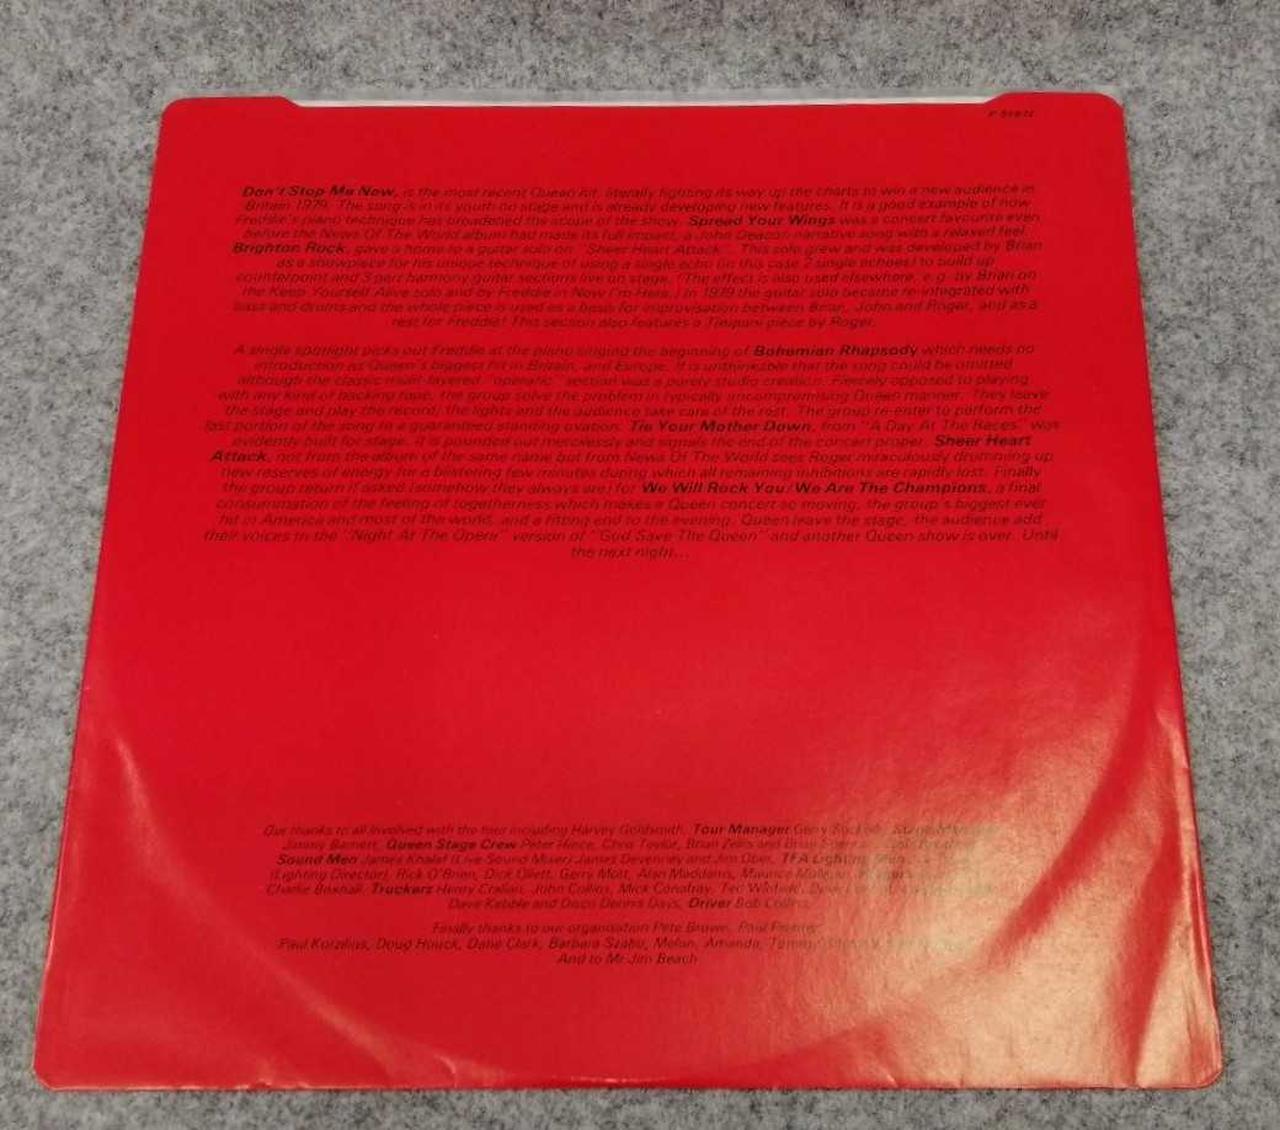 Don't Stop Me Now, is the most recent Queen hit, literally fighting its way up the charts to win a new audience in
Britain 1979. The song is in its youth on stage and is already developing new features. It is a good example of how
Freddie's piano technique has broadened the scope of the show. Spread Your Wings was a concert favourite even
before the News Of The World album had made its full impact, a John Deacon narrative song with a relaxed feel.
Brighton Rock, gave a home to a guitar solo on "Sheer Heart Attack". This solo grew and was developed by Brian
as a showpiece for his unique technique of using a single echo (in this case 2 single echoes) to build up
counterpoint and 3 part harmony guitar sections live on stage. (The effect is also used elsewhere, e.g. by Brian on
the Keep Yourself Alive solo and by Freddie in Now I'm Here.) In 1979 the guitar solo became re-integrated with
bass and drums and the whole piece is used as a basis for improvisation between Brian, John and Roger, and as a
rest for Freddie! This section also features a Timpani piece by Roger.
A single spotlight picks out Freddie at the piano singing the beginning of Bohemian Rhapsody which needs no
introduction as Queen's biggest hit in Britain, and Europe. It is unthinkable that the song could be omitted
although the classic multi-layered "operatic" section was a purely studio creation. Fiercely opposed to playing
with any kind of backing tape, the group solve the problem in typically uncompromising Queen manner. They leave
the stage and play the record; the lights and the audience take care of the rest. The group re-enter to perform the
last portion of the song to a guaranteed standing ovation. Tie Your Mother Down, from "A Day At The Races" was
evidently built for stage. It is pounded out mercilessly and signals the end of the concert proper. Sheer Heart
Attack, not from the album of the same name but from News Of The World sees Roger miraculously drumming up
new reserves of energy for a blistering few minutes during which all remaining inhibitions are rapidly lost. Finally
the group return if asked (somehow they always are) for We Will Rock You/We Are The Champions, a final
consummation of the feeling of togetherness which makes a Queen concert so moving, the group's biggest ever
hit in America and most of the world, and a fitting end to the evening. Queen leave the stage, the audience add
their voices to the "Night At The Opera" version of "God Save The Queen" and another Queen show is over. Until
the next night...
Our thanks to all involved with the tour including Harvey Goldsmith, Tour Manager Gerry
Jimmy Barnett, Queen Stage Crew Peter Hince, Chris Taylor, Brian Zellis and Brian
Sound Men James Khalaf (Live Sound Mixer) James Devenney and Jim Ober, TFA Lighting
(Lighting Director), Rick O'Brien, Dick Ollett, Gerry Mott, Alan Maddams, Maurice
Charlie Boxhall, Truckers Henry Crallan, John Collins, Mick Conafray, Ted
Dave Kebble and Disco Dennis Days, Driver Bob Collins
Finally thanks to our organisation Pete Brown, Paul Prenter
Paul Korzilius, Doug Houck, Dane Clark, Barbara Szabo, Melon, Amanda,
And to Mr Jim Beach